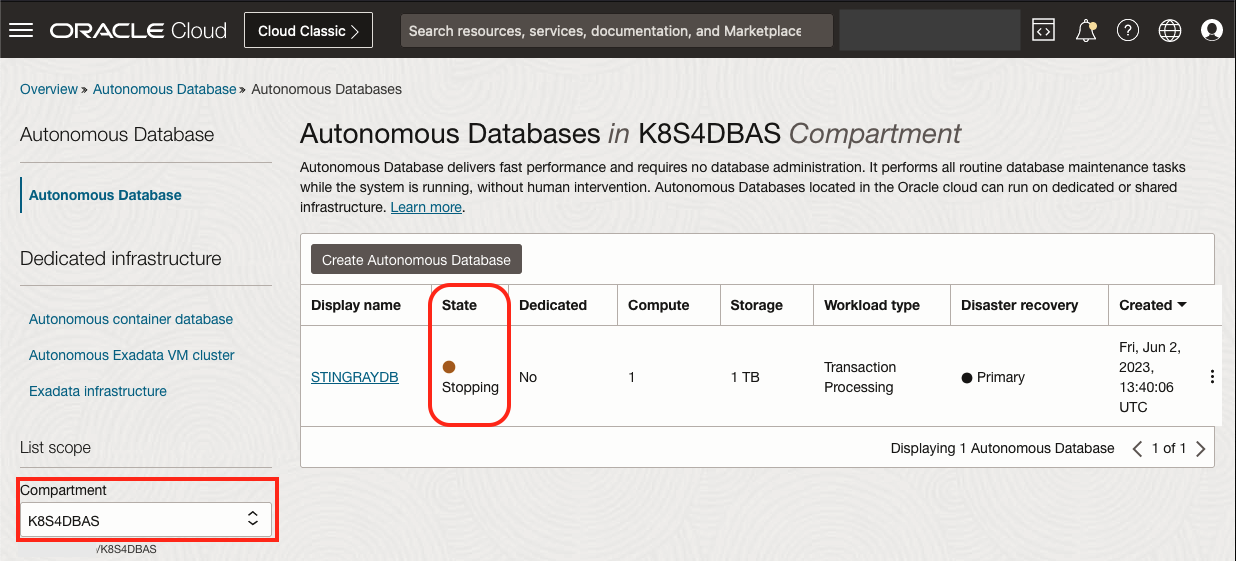 ORACLE Cloud
Cloud Classic >
Search resources, services, documentation, and Marketplace
Overview » Autonomous Database » Autonomous Databases
Autonomous Database
Autonomous Database
Dedicated infrastructure
Autonomous container database
Autonomous Exadata VM cluster
Exadata infrastructure
List scope
Compartment
K8S4DBAS
/K8S4DBAS
Autonomous Databases in K8S4DBAS Compartment
Autonomous Database delivers fast performance and requires no database administration. It performs all routine database maintenance tasks
while the system is running, without human intervention. Autonomous Databases located in the Oracle cloud can run on dedicated or shared
infrastructure. Learn more.
Create Autonomous Database
Display name State Dedicated Compute Storage Workload type Disaster recovery Created
STINGRAYDB
Stopping
No
1
1 TB
Transaction
Processing
Primary
Fri, Jun 2,
2023,
13:40:06
UTC
Displaying 1 Autonomous Database < 1 of 1 >